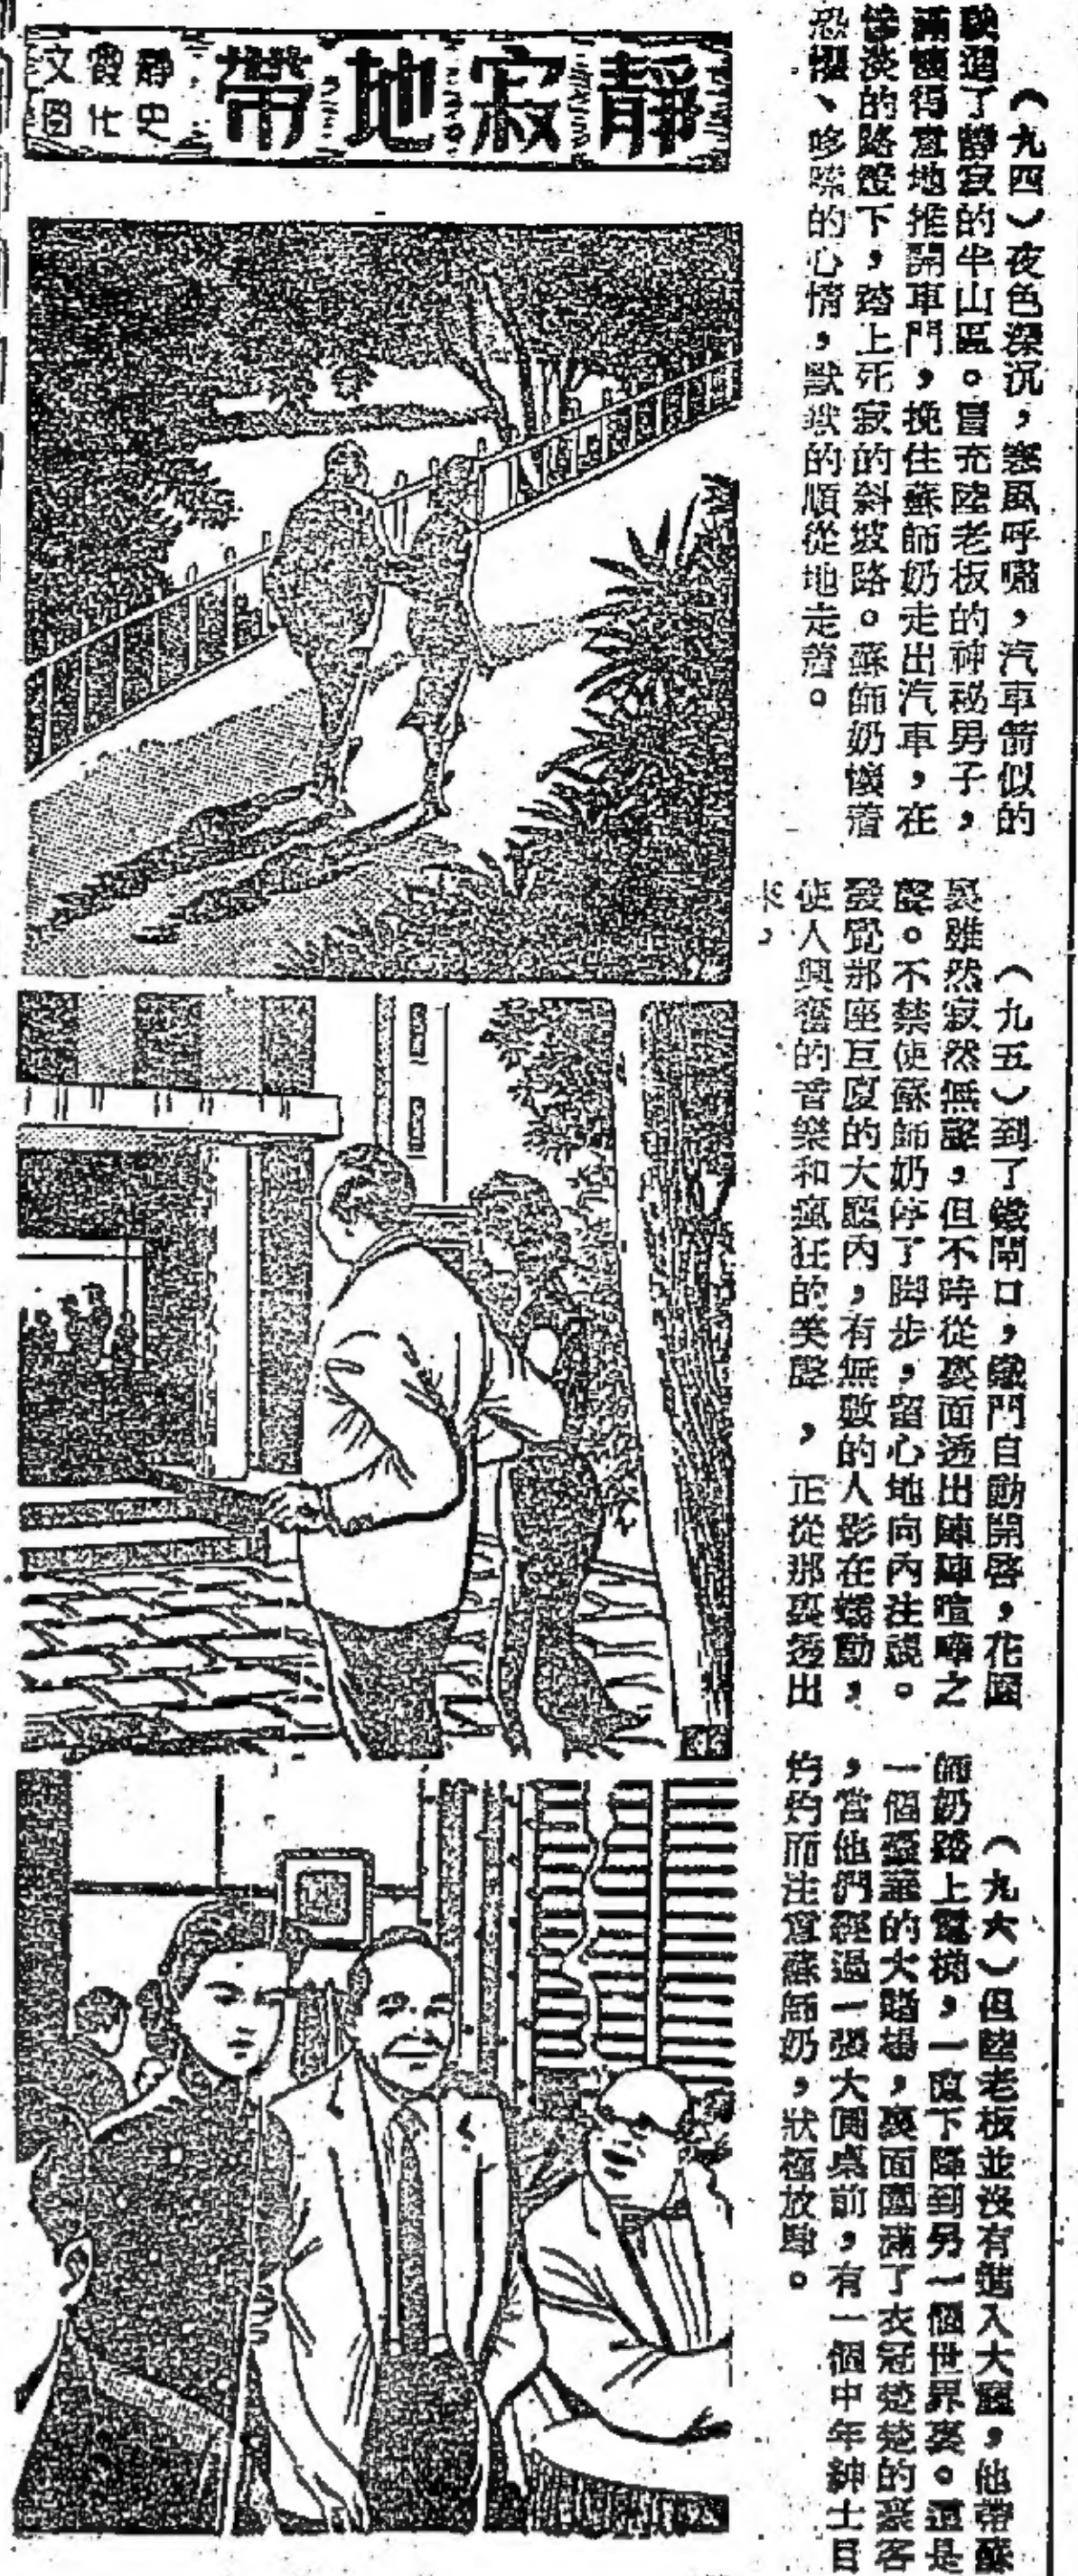 靜寂地帶
靜霞文
史化圖
（九四）夜色深沉，寒風呼嘯，汽車箭似的
駛過了靜寂的半山區。冒充陸老板的神秘男子，
滿懷得意地推開車門，挽住蘇師奶走出汽車，在
慘淡的路燈下，踏上死寂的斜坡路。蘇師奶懷着
恐懼、哆嗦的心情，默默的順從地走着。
（九五）到了鐵閘口，鐵門自動開啓，花園
裏雖然寂然無聲，但不時從裏面透出陣陣喧嘩之
聲。不禁使蘇師奶停了脚步，留心地向內注視。
發覺那座巨厦的大廳內，有無數的人影在蠕動，
使人興奮的音樂和瘋狂的笑聲，正從那裏透出
來，
（九六）但陸老板並沒有進入大廳，他帶蘇
師奶踏上電梯，一直下降到另一個世界裏。這是
一個豪華的大賭場，裏面圍滿了衣冠楚楚的豪客
，當他們經過一張大圓桌前，有一個中年紳士目
灼灼而注意蘇師奶，狀極放肆。